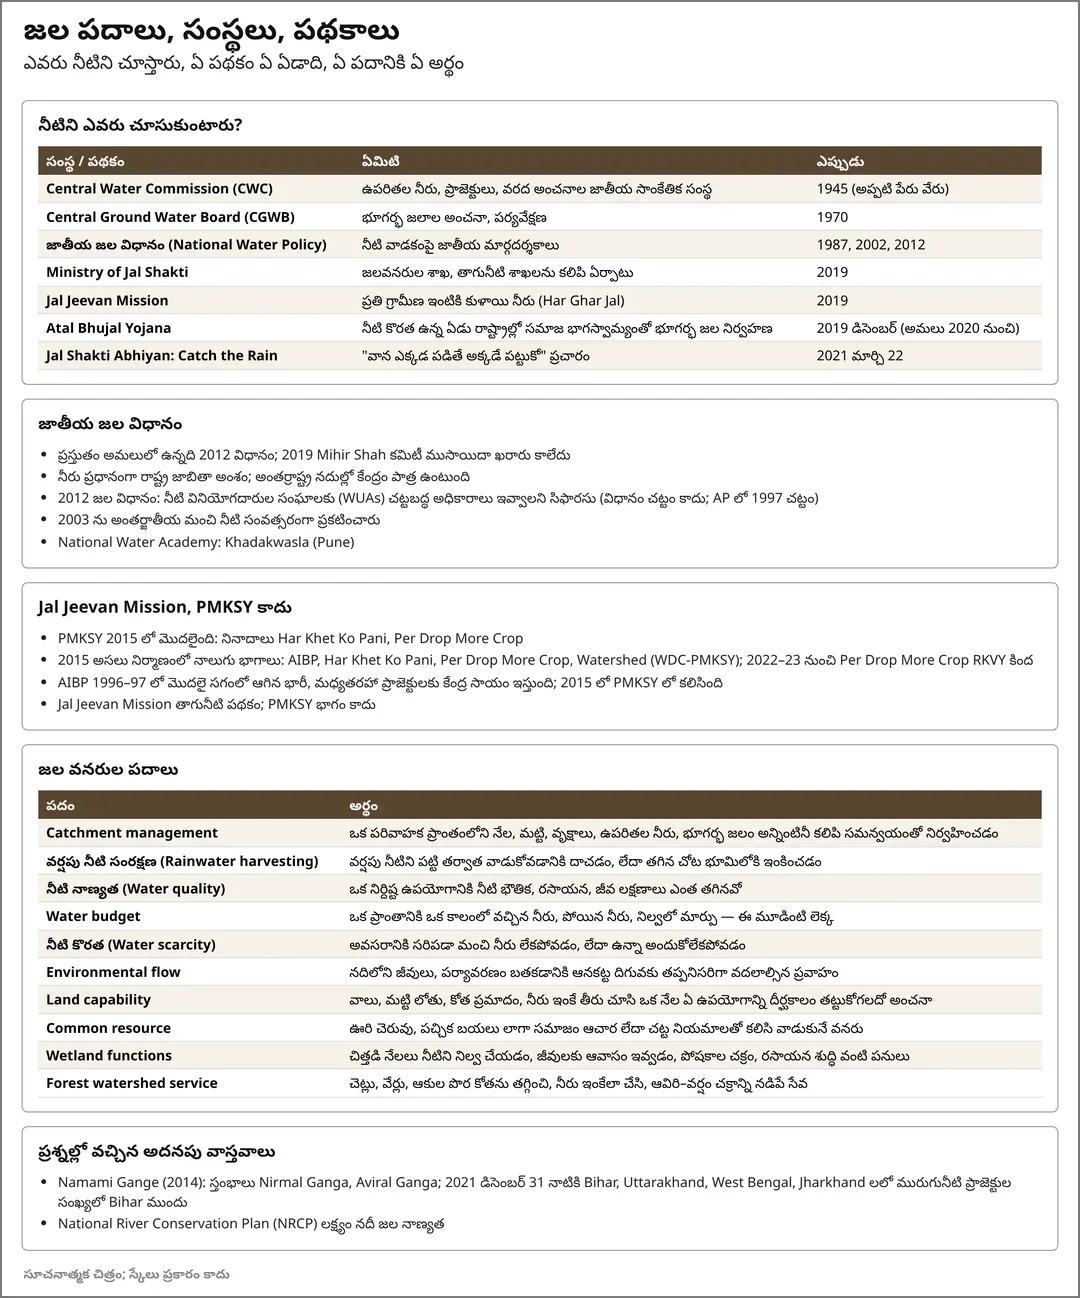 జల పదాలు, సంస్థలు, పథకాలు
ఎవరు నీటిని చూస్తారు, ఏ పథకం ఏ ఏడాది, ఏ పదానికి ఏ అర్థం
నీటిని ఎవరు చూసుకుంటారు?
సంస్థ / పథకం ఏమిటి ఎప్పుడు
Central Water Commission (CWC) ఉపరితల నీరు, ప్రాజెక్టులు, వరద అంచనాల జాతీయ సాంకేతిక సంస్థ 1945 (అప్పటి పేరు వేరు)
Central Ground Water Board (CGWB) భూగర్భ జలాల అంచనా, పర్యవేక్షణ 1970
జాతీయ జల విధానం (National Water Policy) నీటి వాడకంపై జాతీయ మార్గదర్శకాలు 1987, 2002, 2012
Ministry of Jal Shakti జలవనరుల శాఖ, తాగునీటి శాఖలను కలిపి ఏర్పాటు 2019
Jal Jeevan Mission ప్రతి గ్రామీణ ఇంటికి కుళాయి నీరు (Har Ghar Jal) 2019
Atal Bhujal Yojana నీటి కొరత ఉన్న ఏడు రాష్ట్రాల్లో సమాజ భాగస్వామ్యంతో భూగర్భ జల నిర్వహణ 2019 డిసెంబర్ (అమలు 2020 నుంచి)
Jal Shakti Abhiyan: Catch the Rain "వాన ఎక్కడ పడితే అక్కడే పట్టుకో" ప్రచారం 2021 మార్చి 22
జాతీయ జల విధానం
• ప్రస్తుతం అమలులో ఉన్నది 2012 విధానం; 2019 Mihir Shah కమిటీ ముసాయిదా ఖరారు కాలేదు
• నీరు ప్రధానంగా రాష్ట్ర జాబితా అంశం; అంతర్రాష్ట్ర నదుల్లో కేంద్రం పాత్ర ఉంటుంది
• 2012 జల విధానం: నీటి వినియోగదారుల సంఘాలకు (WUAs) చట్టబద్ధ అధికారాలు ఇవ్వాలని సిఫారసు (విధానం చట్టం కాదు; AP లో 1997 చట్టం)
• 2003 ను అంతర్జాతీయ మంచి నీటి సంవత్సరంగా ప్రకటించారు
• National Water Academy: Khadakwasla (Pune)
Jal Jeevan Mission, PMKSY కాదు
• PMKSY 2015 లో మొదలైంది: నినాదాలు Har Khet Ko Pani, Per Drop More Crop
• 2015 అసలు నిర్మాణంలో నాలుగు భాగాలు: AIBP, Har Khet Ko Pani, Per Drop More Crop, Watershed (WDC-PMKSY); 2022–23 నుంచి Per Drop More Crop RKVY కింద
• AIBP 1996–97 లో మొదలై సగంలో ఆగిన భారీ, మధ్యతరహా ప్రాజెక్టులకు కేంద్ర సాయం ఇస్తుంది; 2015 లో PMKSY లో కలిసింది
• Jal Jeevan Mission తాగునీటి పథకం; PMKSY భాగం కాదు
జల వనరుల పదాలు
పదం అర్థం
Catchment management ఒక పరివాహక ప్రాంతంలోని నేల, మట్టి, వృక్షాలు, ఉపరితల నీరు, భూగర్భ జలం అన్నింటినీ కలిపి సమన్వయంతో నిర్వహించడం
వర్షపు నీటి సంరక్షణ (Rainwater harvesting) వర్షపు నీటిని పట్టి తర్వాత వాడుకోవడానికి దాచడం, లేదా తగిన చోట భూమిలోకి ఇంకించడం
నీటి నాణ్యత (Water quality) ఒక నిర్దిష్ట ఉపయోగానికి నీటి భౌతిక, రసాయన, జీవ లక్షణాలు ఎంత తగినవో
Water budget ఒక ప్రాంతానికి ఒక కాలంలో వచ్చిన నీరు, పోయిన నీరు, నిల్వలో మార్పు — ఈ మూడింటి లెక్క
నీటి కొరత (Water scarcity) అవసరానికి సరిపడా మంచి నీరు లేకపోవడం, లేదా ఉన్నా అందుకోలేకపోవడం
Environmental flow నదిలోని జీవులు, పర్యావరణం బతకడానికి ఆనకట్ట దిగువకు తప్పనిసరిగా వదలాల్సిన ప్రవాహం
Land capability వాలు, మట్టి లోతు, కోత ప్రమాదం, నీరు ఇంకే తీరు చూసి ఒక నేల ఏ ఉపయోగాన్ని దీర్ఘకాలం తట్టుకోగలదో అంచనా
Common resource ఊరి చెరువు, పచ్చిక బయలు లాగా సమాజం ఆచార లేదా చట్ట నియమాలతో కలిసి వాడుకునే వనరు
Wetland functions చిత్తడి నేలలు నీటిని నిల్వ చేయడం, జీవులకు ఆవాసం ఇవ్వడం, పోషకాల చక్రం, రసాయన శుద్ధి వంటి పనులు
Forest watershed service చెట్లు, వేర్లు, ఆకుల పొర కోతను తగ్గించి, నీరు ఇంకేలా చేసి, ఆవిరి–వర్షం చక్రాన్ని నడిపే సేవ
ప్రశ్నల్లో వచ్చిన అదనపు వాస్తవాలు
• Namami Gange (2014): స్తంభాలు Nirmal Ganga, Aviral Ganga; 2021 డిసెంబర్ 31 నాటికి Bihar, Uttarakhand, West Bengal, Jharkhand లలో మురుగునీటి ప్రాజెక్టుల
సంఖ్యలో Bihar ముందు
• National River Conservation Plan (NRCP) లక్ష్యం నదీ జల నాణ్యత
సూచనాత్మక చిత్రం; స్కేలు ప్రకారం కాదు